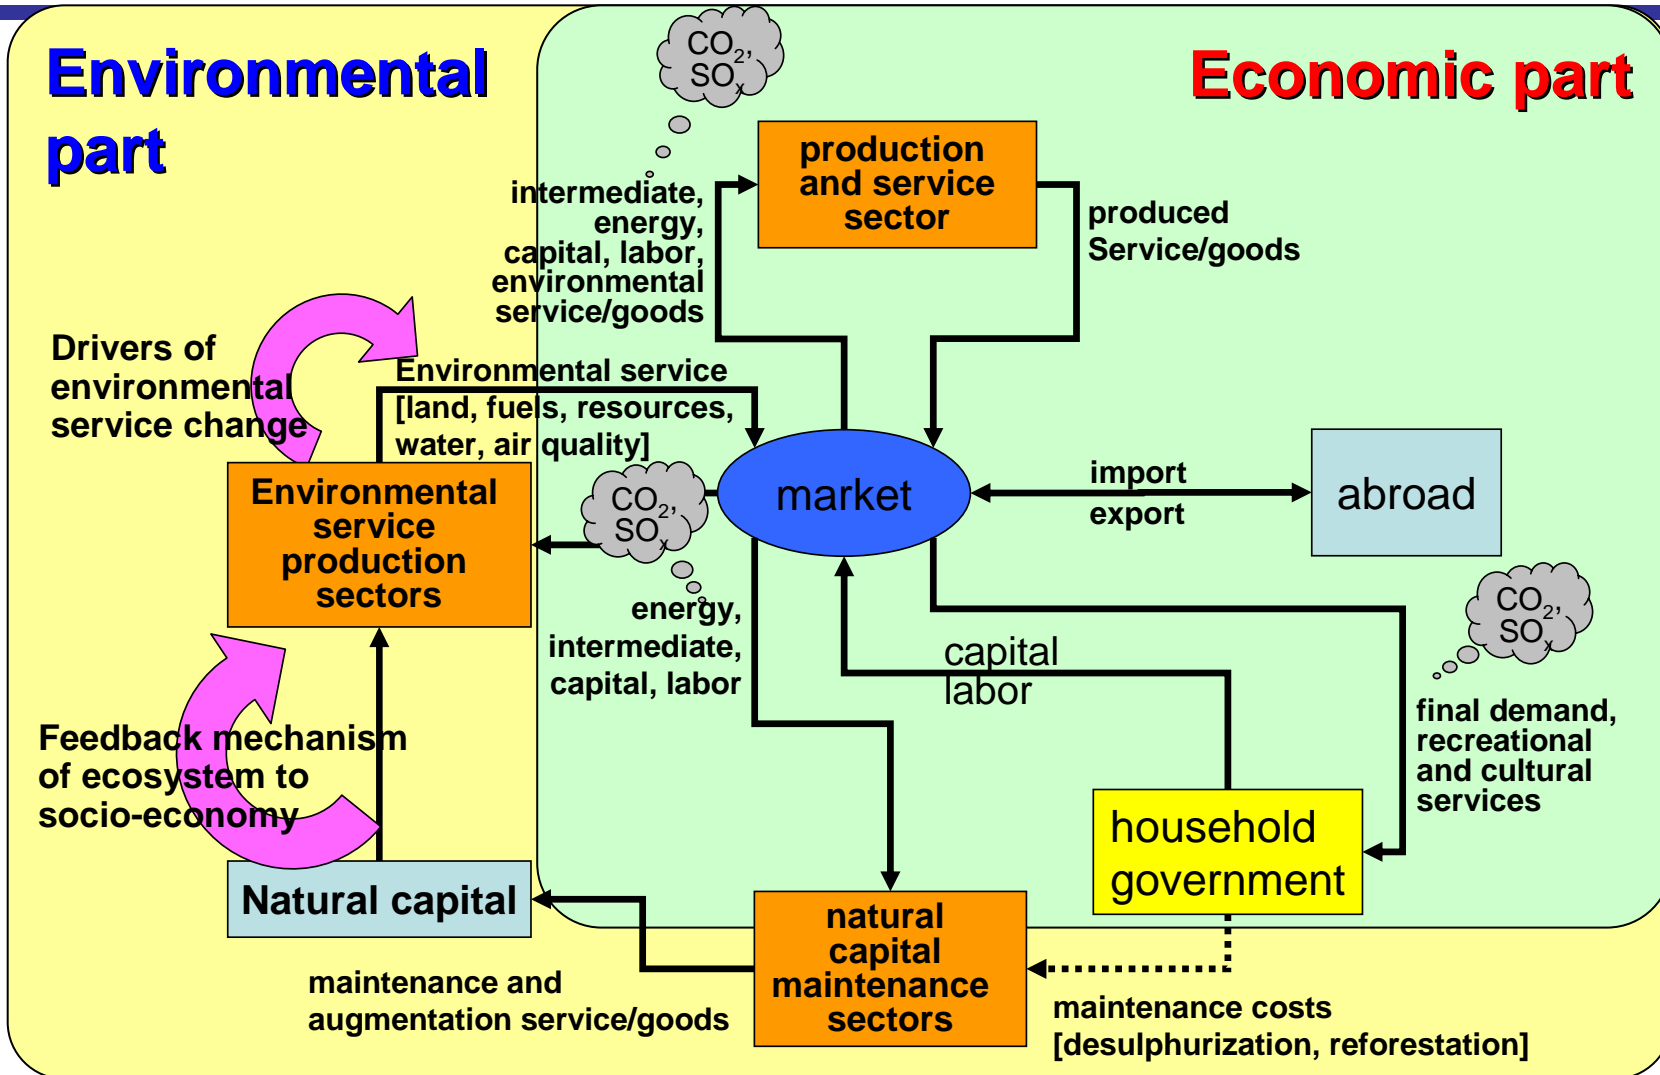 Environmental
part
Economic part
CO2,
SOx
production
and service
sector
intermediate,
energy,
capital, labor,
environmental
service/goods
produced
Service/goods
Drivers of
environmental
service change
Environmental service
[land, fuels, resources,
water, air quality]
Environmental
service
production
sectors
CO2,
SOx
market
import
export
abroad
energy,
intermediate,
capital, labor
capital
labor
CO2,
SOx
final demand,
recreational
and cultural
services
Feedback mechanism
of ecosystem to
socio-economy
household
government
Natural capital
natural
capital
maintenance
sectors
maintenance and
augmentation service/goods
maintenance costs
[desulphurization, reforestation]